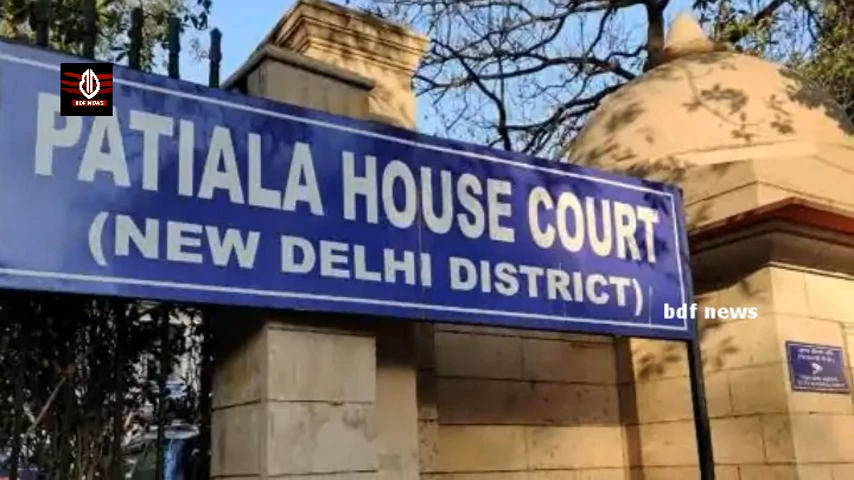 BDF NEWS
PATIALA HOUSE COURT
(NEW DELHI DISTRICT)
bdf news